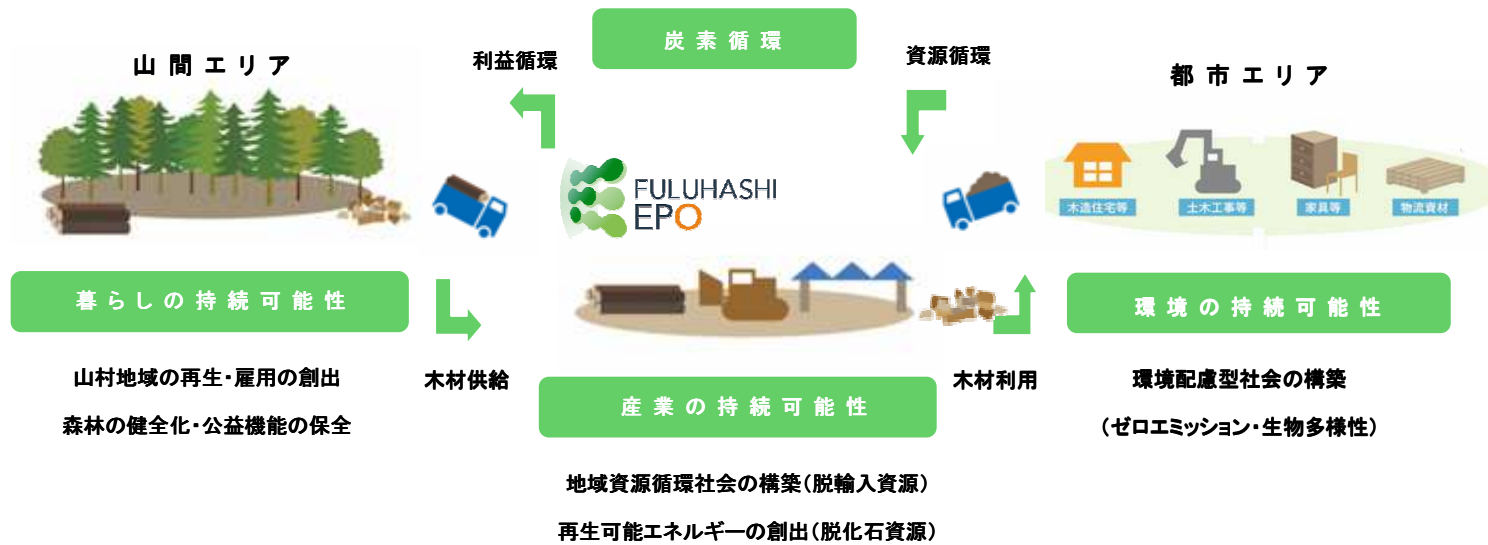 炭素循環
山間エリア
利益循環
資源循環
都市エリア
FULUHASHI
EPO
木造住宅等
土木工事等
家具等
物流資材
暮らしの持続可能性
環境の持続可能性
山村地域の再生・雇用の創出
森林の健全化・公益機能の保全
木材供給
産業の持続可能性
木材利用
環境配慮型社会の構築
（ゼロエミッション・生物多様性）
地域資源循環社会の構築（脱輸入資源）
再生可能エネルギーの創出（脱化石資源）